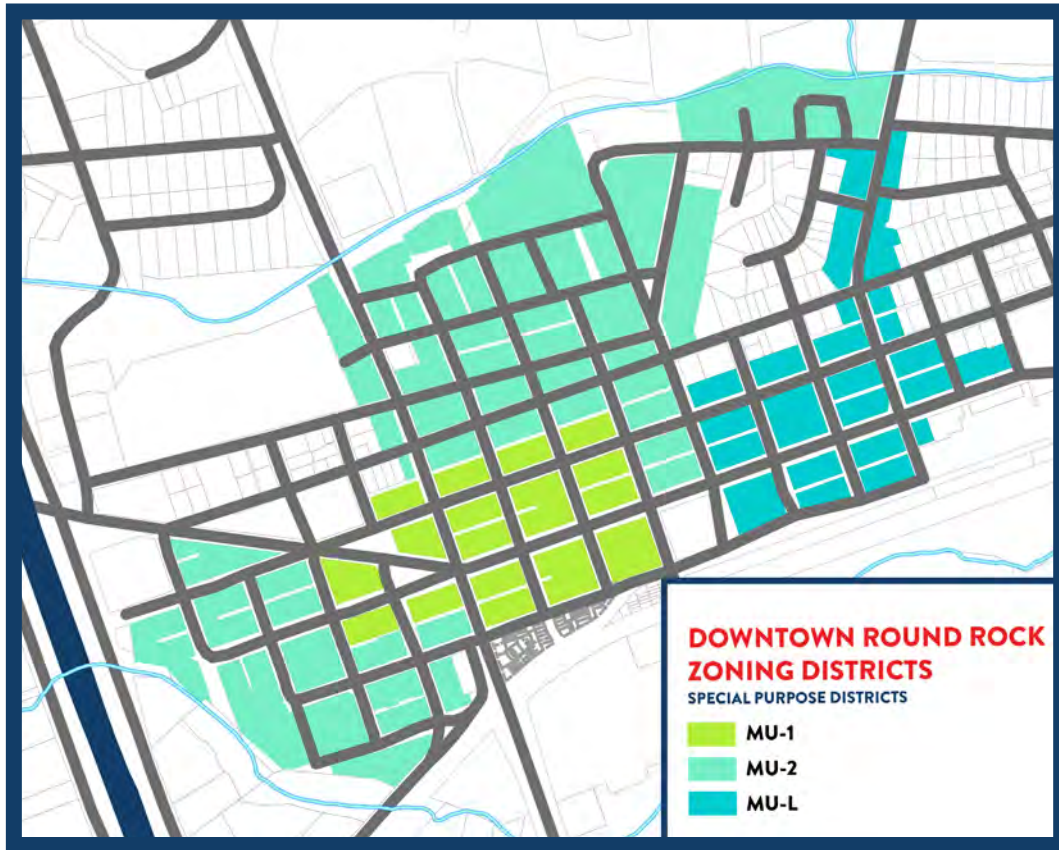 DOWNTOWN ROUND ROCK
ZONING DISTRICTS
SPECIAL PURPOSE DISTRICTS
MU-1
MU-2
MU-L